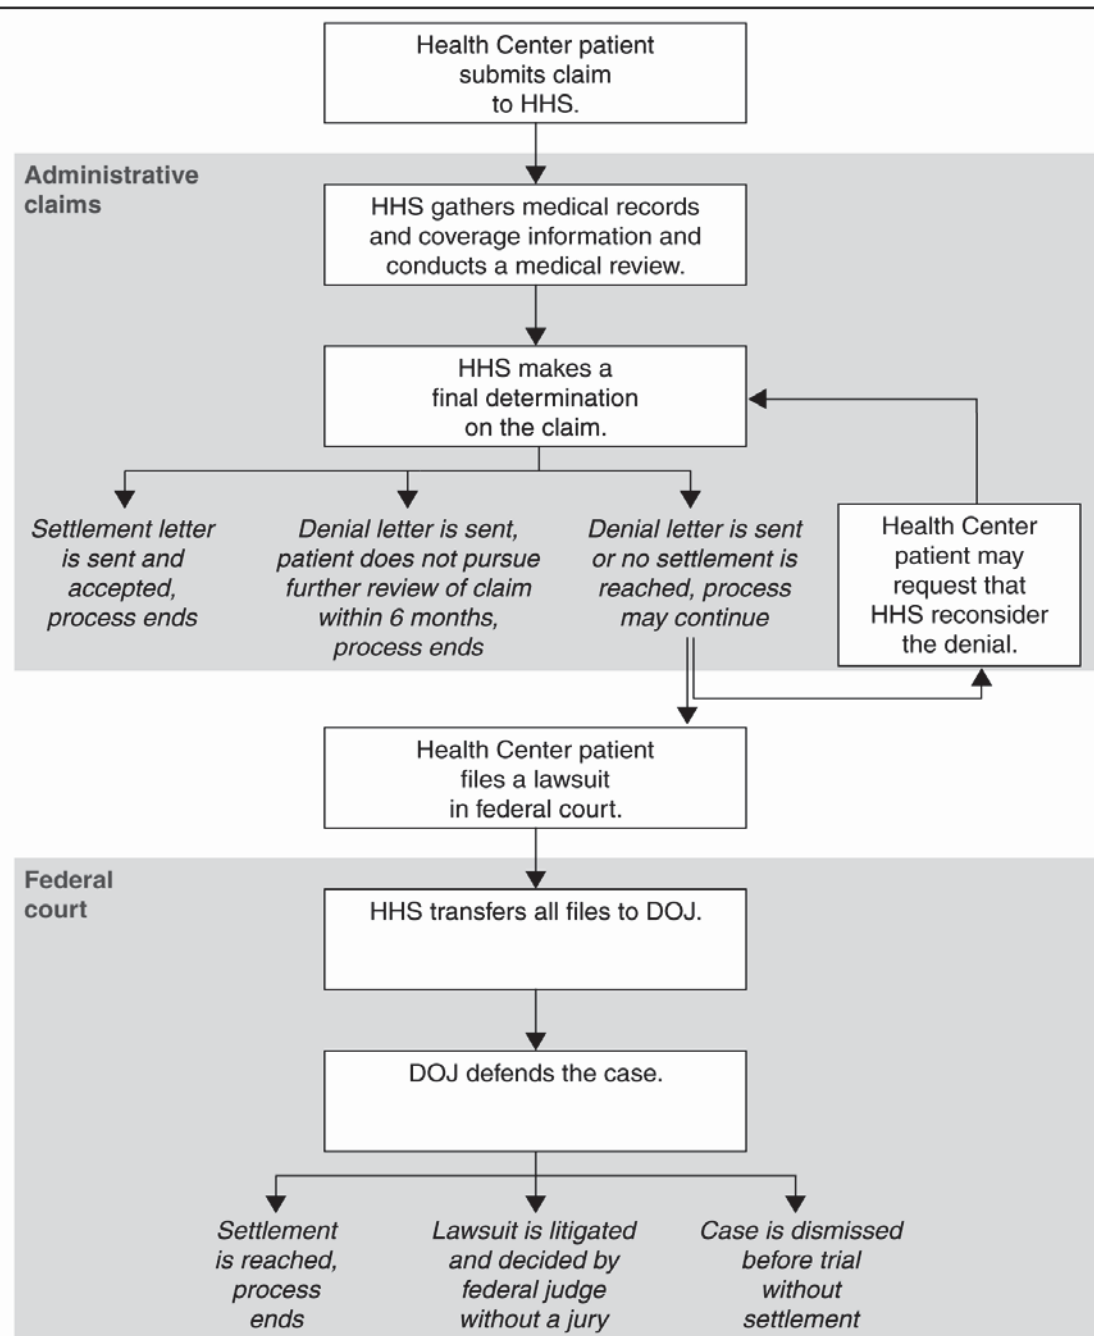 Health Center patient
submits claim
to HHS.
Administrative
claims
HHS gathers medical records
and coverage information and
conducts a medical review.
HHS makes a
final determination
on the claim.
Settlement letter
is sent and
accepted,
process ends
Denial letter is sent,
patient does not pursue
further review of claim
within 6 months,
process ends
Denial letter is sent
or no settlement is
reached, process
may continue
Health Center
patient may
request that
HHS reconsider
the denial.
Health Center patient
files a lawsuit
in federal court.
Federal
court
HHS transfers all files to DOJ.
DOJ defends the case.
Settlement
is reached,
process
ends
Lawsuit is litigated
and decided by
federal judge
without a jury
Case is dismissed
before trial
without
settlement